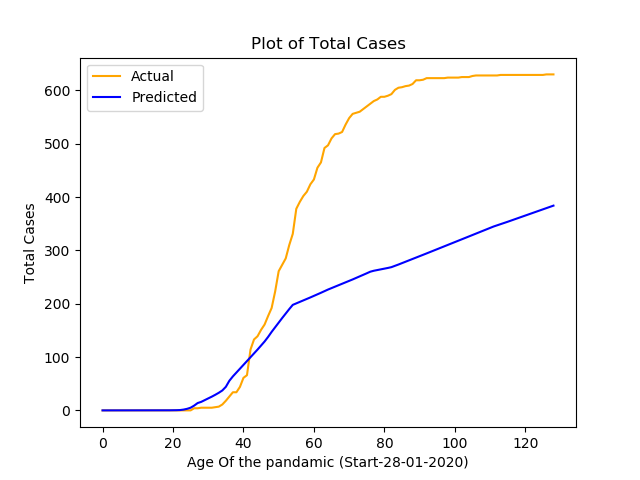 Plot of Total Cases
Actual
Predicted
600
500
400
300
200
100
0
Total Cases
0 20 40 60 80 100 120
Age Of the pandamic (Start-28-01-2020)